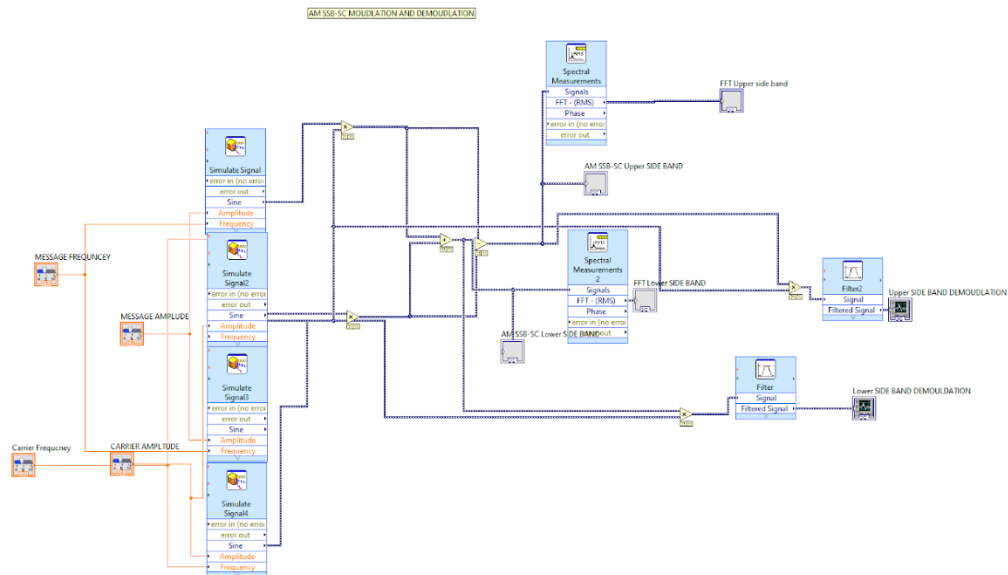 AM SSB-SC MOUDLATION AND DEMOUDLATION
Spectral
Measurements
Signals
FFT - (RMS)
Phase
error in (no error
error out
FFT Upper side band
AM SSB-SC Upper SIDE BAND
Simulate Signal
error in (no erro
error out
Sine
Amplitude
Frequency
MESSAGE FREQUNCEY
Simulate
Signal2
error in (no erro
error out
Sine
Amplitude
Frequency
MESSAGE AMPLUDE
Spectral
Measurements
2
Signals
FFT - (RMS)
Phase
error in (no erro
error out
FFT Lower SIDE BAND
AM SSB-SC Lower SIDE BAND
Filter2
Signal
Filtered Signal
Upper SIDE BAND DEMOUDLATION
Simulate
Signal3
error in (no erro
error out
Sine
Amplitude
Frequency
Filter
Signal
Filtered Signal
Lower SIDE BAND DEMOULDATION
Carrier Frequcney
CARRIER AMPLTUDE
Simulate
Signal4
error in (no erro
error out
Sine
Amplitude
Frequency